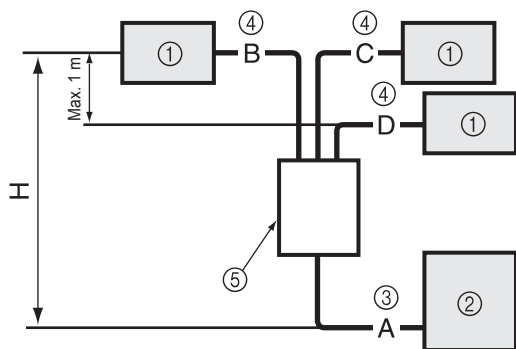 ④ ④
① B C ①
④
Max. 1 m
D ①
H
⑤
③
A ②